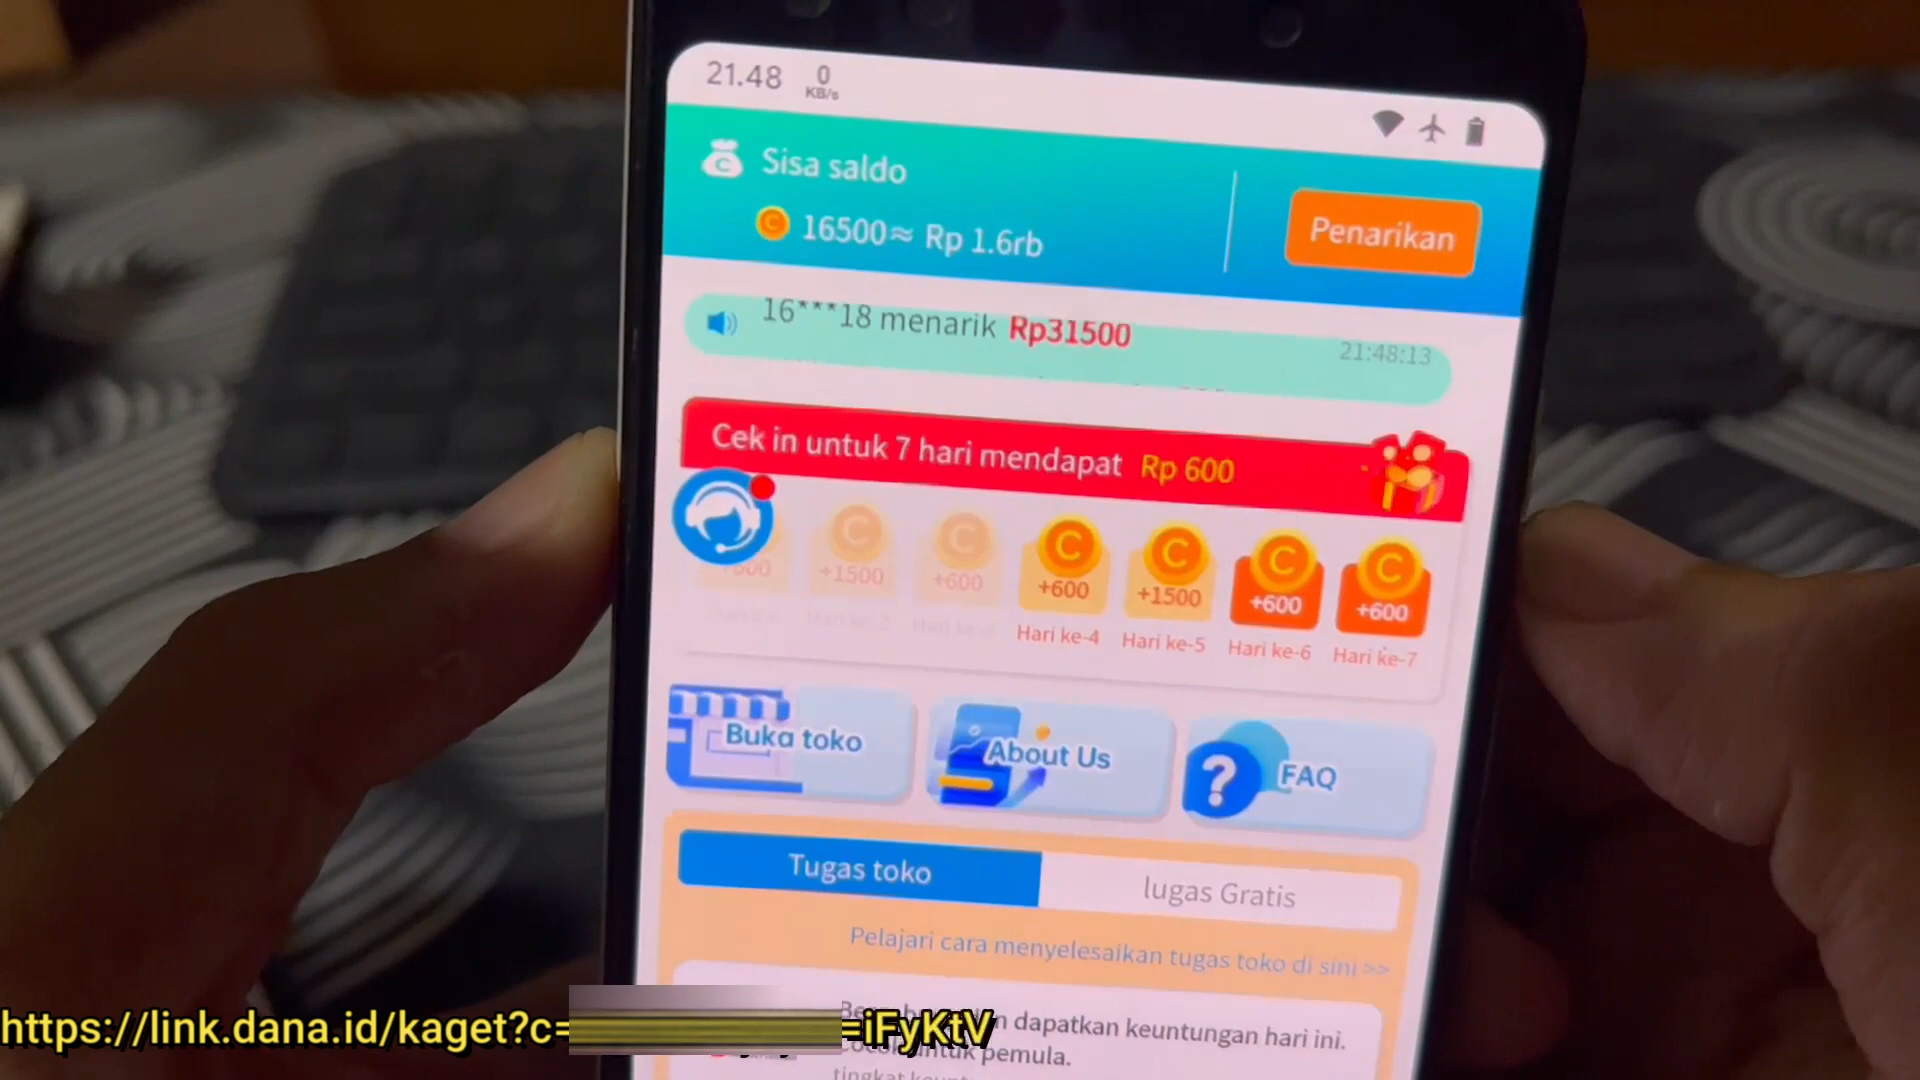 21.48
0
KB/s
Sisa saldo
16500≈ Rp 1.6rb
Penarikan
16***18 menarik Rp31500
21:48:13
Cek in untuk 7 hari mendapat Rp 600
+1500
+600
+600
+1500
+600
+600
Hari ke-4
Hari ke-5
Hari ke-6
Hari ke-7
Buka toko
About Us
FAQ
Tugas toko
lugas Gratis
Pelajari cara menyelesaikan tugas toko di sini >>
dapatkan keuntungan hari ini.
pemula.
https://link.dana.id/kaget?c=
=iFyKtV